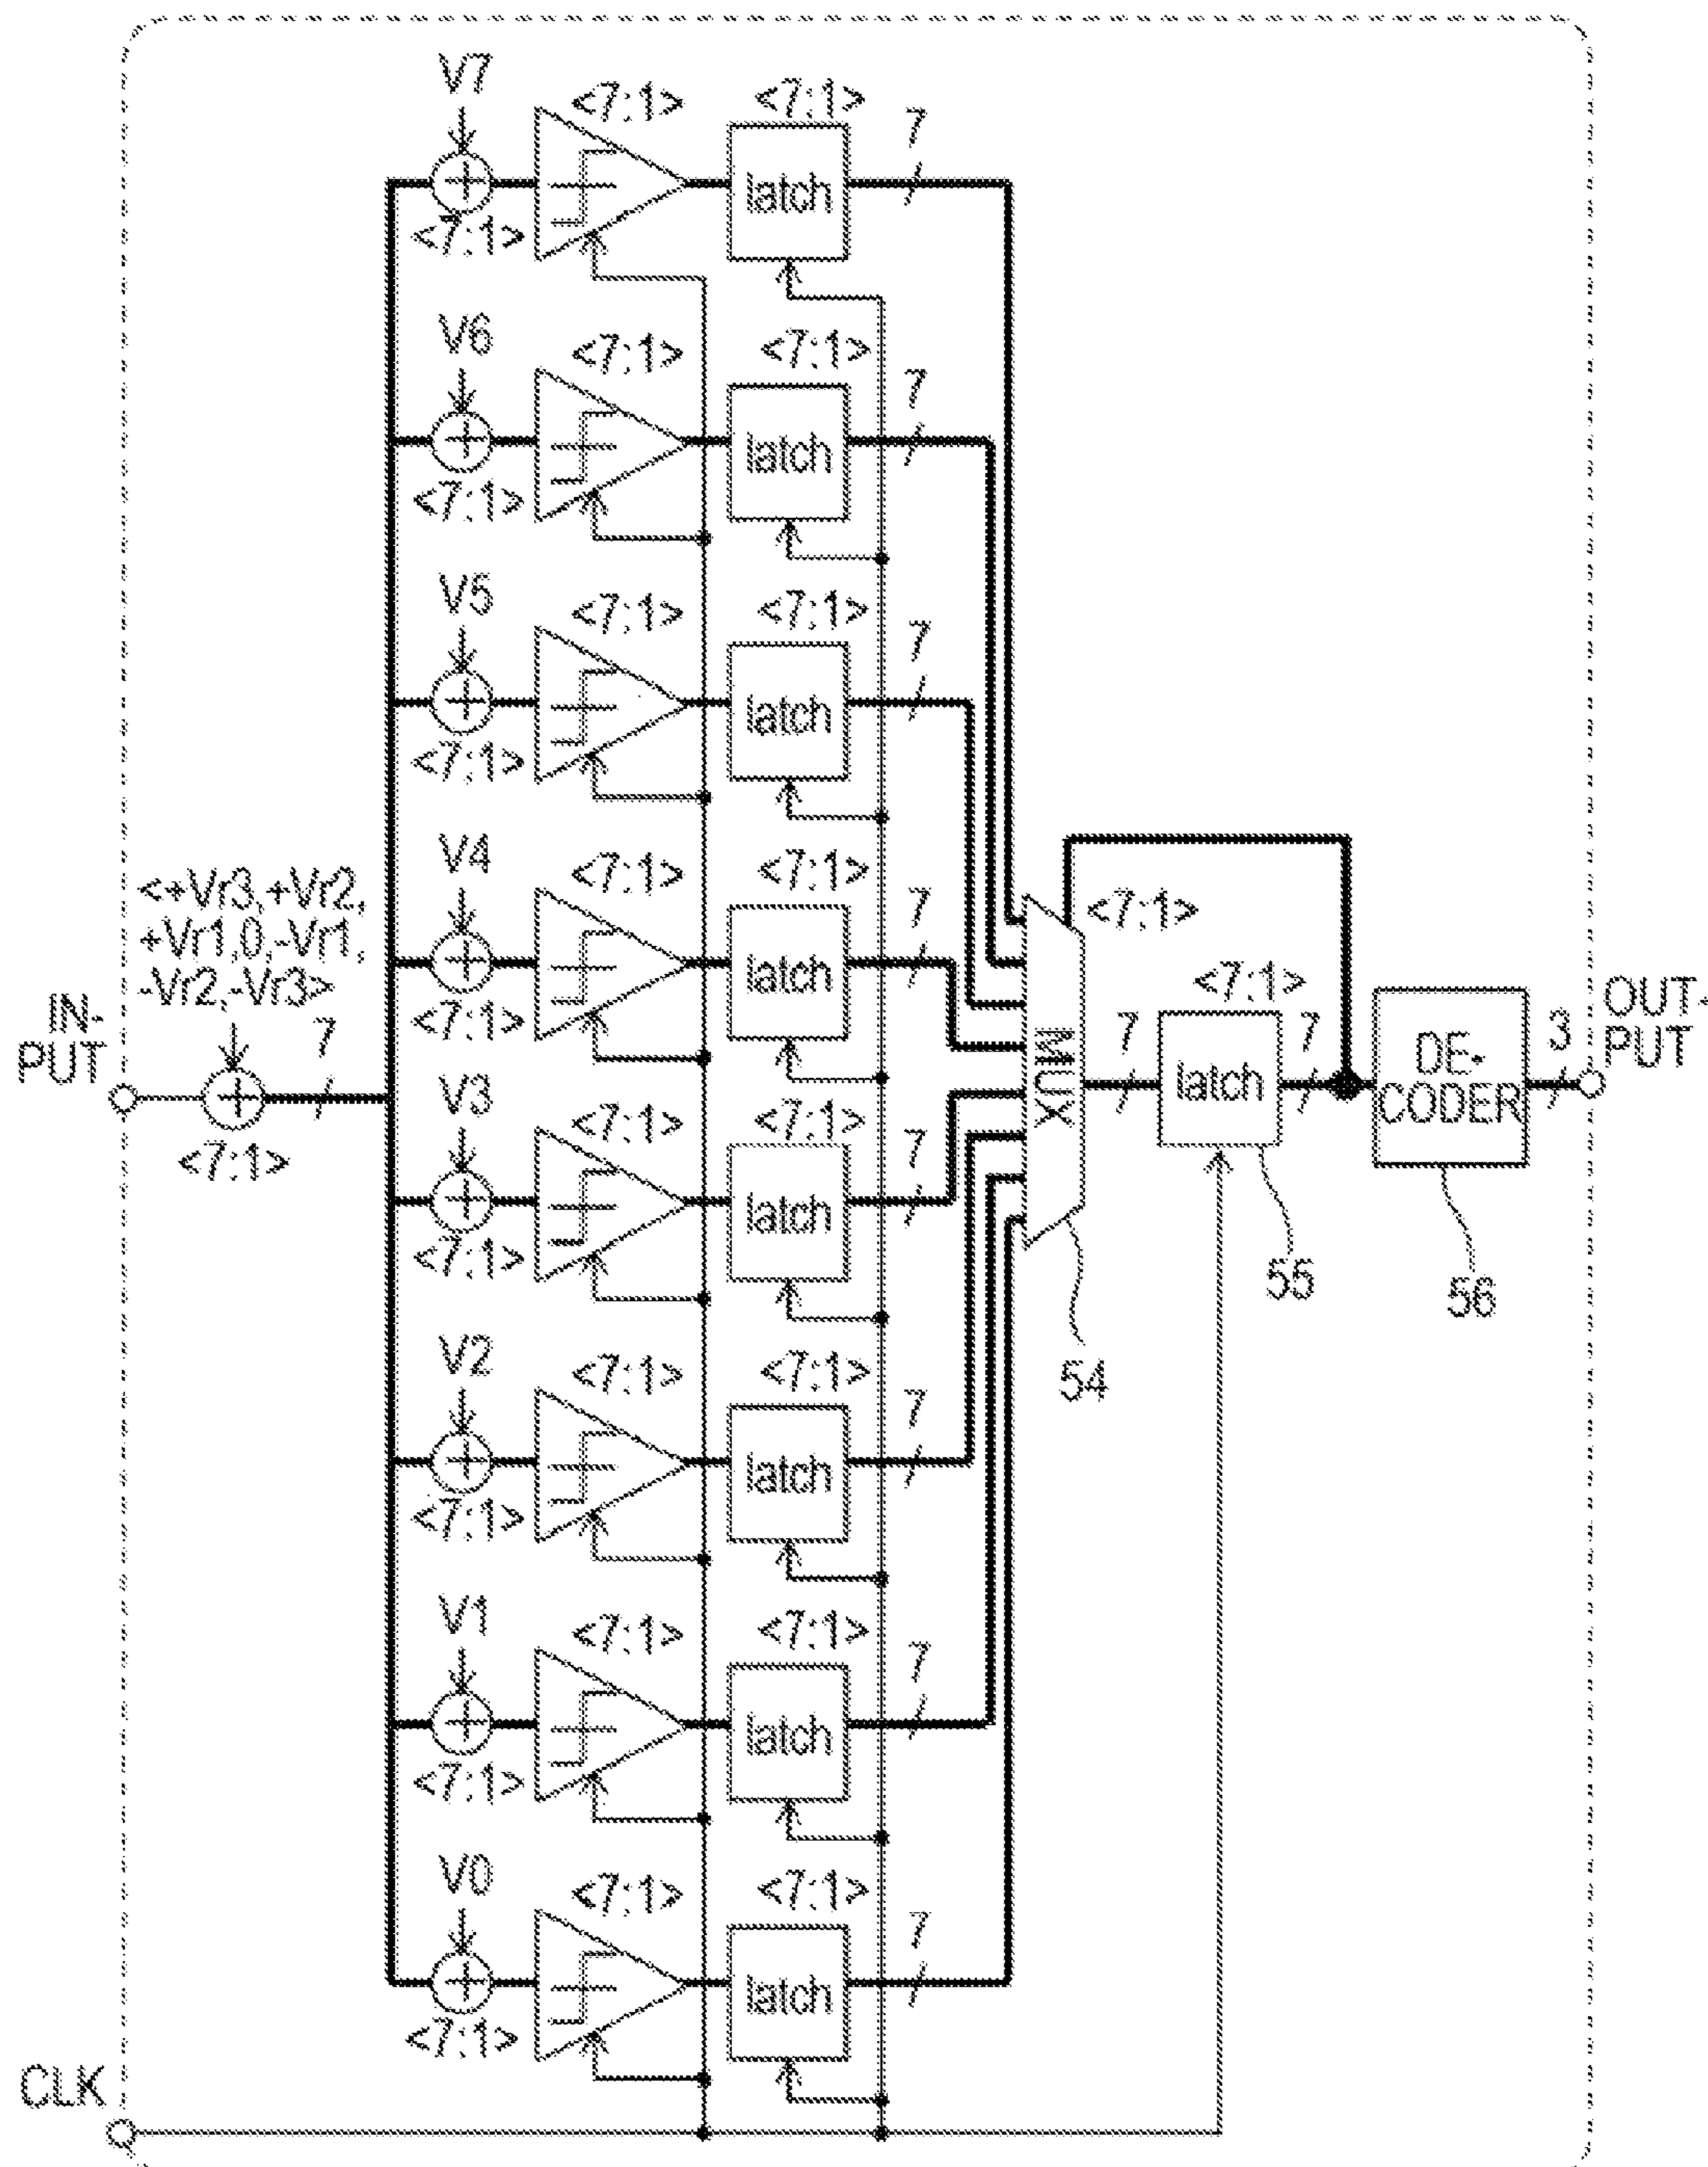 V7
<7:1>
<7:1>
7
latch
<7:1>
V6
<7:1>
<7:1>
7
latch
<7:1>
V5
<7:1>
<7:1>
7
latch
<7:1>
V4
<7:1>
<7:1>
7
latch
<7:1>
<+Vr3,+Vr2,
+Vr1,0,-Vr1,
-Vr2,-Vr3>
IN-
PUT
7
<7:1>
V3
<7:1>
<7:1>
7
latch
<7:1>
MUX
<7:1>
54
7
<7:1>
latch
55
7
DE-
CODER
56
3
OUT-
PUT
V2
<7:1>
<7:1>
7
latch
<7:1>
V1
<7:1>
<7:1>
7
latch
<7:1>
V0
<7:1>
<7:1>
7
latch
<7:1>
CLK